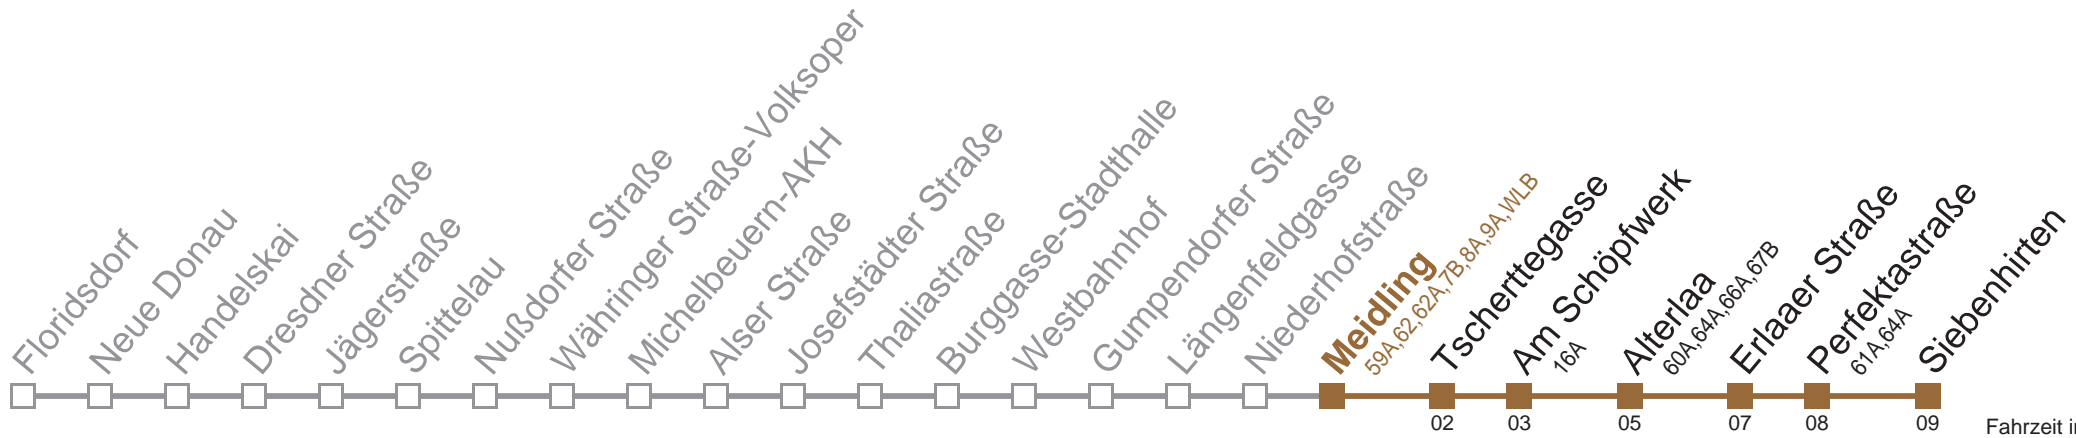 Floridsdorf
Neue Donau
Handelskai
Dresdner Straße
Jägerstraße
Spittelau
Nußdorfer Straße
Währinger Straße-Volksoper
Michelbeuern-AKH
Alser Straße
Josefstädter Straße
Thaliastraße
Burggasse-Stadthalle
Westbahnhof
Gumpendorfer Straße
Längenfeldgasse
Niederhofstraße
Meidling
59A,62,62A,7B,8A,9A,WLB
Tscherttegasse
Am Schöpfwerk
16A
Alterlaa
60A,64A,66A,67B
Erlaaer Straße
Perfektastraße
61A,64A
Siebenhirten
02 03 05 07 08 09 Fahrzeit i